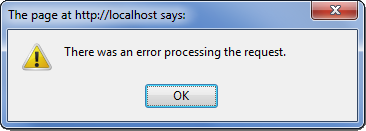 The page at http://localhost says:
There was an error processing the request.
OK